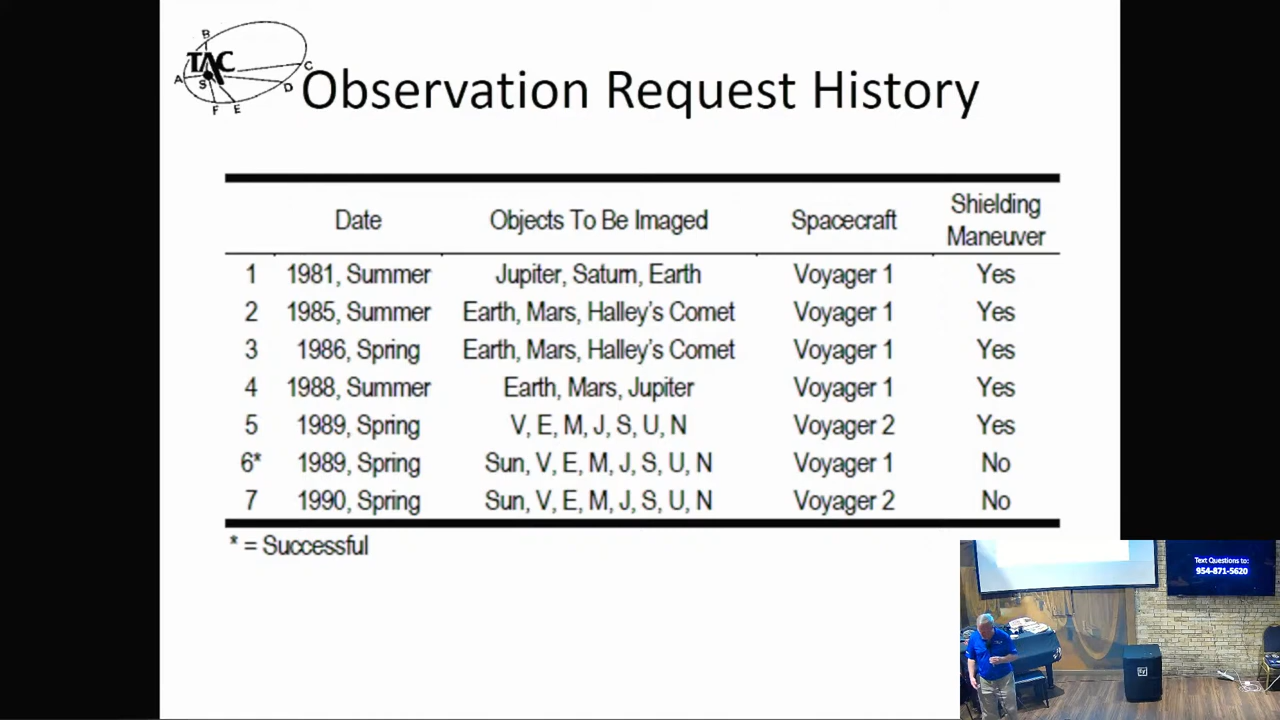 B
TAC
A
S
C
D
F E
Observation Request History
Date Objects To Be Imaged Spacecraft Shielding Maneuver
1 1981, Summer Jupiter, Saturn, Earth Voyager 1 Yes
2 1985, Summer Earth, Mars, Halley’s Comet Voyager 1 Yes
3 1986, Spring Earth, Mars, Halley’s Comet Voyager 1 Yes
4 1988, Summer Earth, Mars, Jupiter Voyager 1 Yes
5 1989, Spring V, E, M, J, S, U, N Voyager 2 Yes
6* 1989, Spring Sun, V, E, M, J, S, U, N Voyager 1 No
7 1990, Spring Sun, V, E, M, J, S, U, N Voyager 2 No
* = Successful
Text Questions to:
954-871-5620
EV